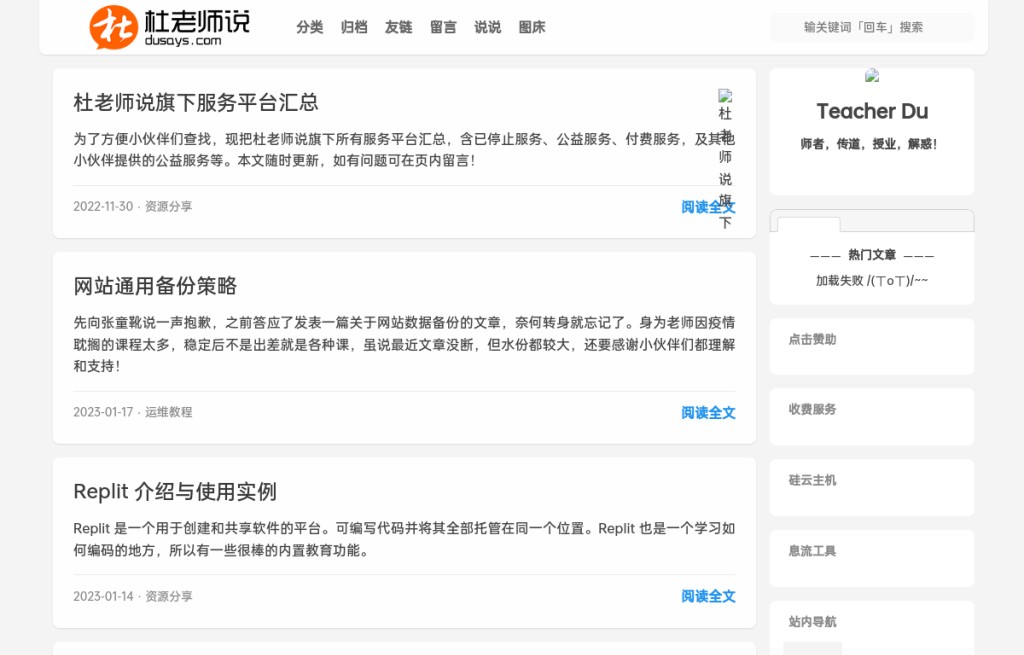 杜老师说
dusays.com
分类 归档 友链 留言 说说 图床
输关键词「回车」搜索
杜老师说旗下服务平台汇总
为了方便小伙伴们查找，现把杜老师说旗下所有服务平台汇总，含已停止服务、公益服务、付费服务，及其他
小伙伴提供的公益服务等。本文随时更新，如有问题可在页内留言！
杜
老
师
说
旗
下
2022-11-30 · 资源分享
阅读全文
网站通用备份策略
先向张童靴说一声抱歉，之前答应了发表一篇关于网站数据备份的文章，奈何转身就忘记了。身为老师因疫情
耽搁的课程太多，稳定后不是出差就是各种课，虽说最近文章没断，但水份都较大，还要感谢小伙伴们都理解
和支持！
2023-01-17 · 运维教程
阅读全文
Replit 介绍与使用实例
Replit 是一个用于创建和共享软件的平台。可编写代码并将其全部托管在同一个位置。Replit 也是一个学习如
何编码的地方，所以有一些很棒的内置教育功能。
2023-01-14 · 资源分享
阅读全文
Teacher Du
师者，传道，授业，解惑！
——— 热门文章 ———
加载失败 /(ㄒoㄒ)/~~
点击赞助
收费服务
硅云主机
息流工具
站内导航